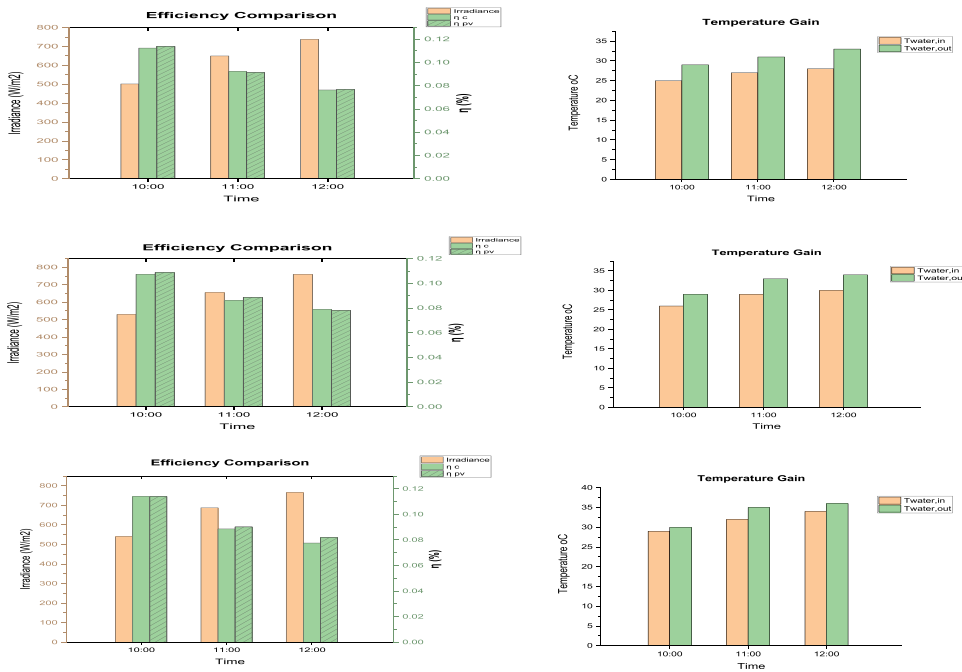 Efficiency Comparison
Irradiance
η c
η pv
Irradiance (W/m2)
800
700
600
500
400
300
200
100
0
0.12
0.10
0.08
0.06
0.04
0.02
0.00
η (%)
10:00 11:00 12:00
Time
Temperature Gain
Twater,in
Twater,out
Temperature oC
35
30
25
20
15
10
5
0
10:00 11:00 12:00
Time
Efficiency Comparison
Irradiance
η c
η pv
Irradiance (W/m2)
800
700
600
500
400
300
200
100
0
0.12
0.10
0.08
0.06
0.04
0.02
0.00
η (%)
10:00 11:00 12:00
Time
Temperature Gain
Twater,in
Twater,ou
Temperature oC
35
30
25
20
15
10
5
0
10:00 11:00 12:00
Time
Efficiency Comparison
Irradiance
η c
η pv
Irradiance (W/m2)
800
700
600
500
400
300
200
100
0
0.12
0.10
0.08
0.06
0.04
0.02
0.00
η (%)
10:00 11:00 12:00
Time
Temperature Gain
Twater,in
Twater,out
Temperature oC
40
35
30
25
20
15
10
5
0
10:00 11:00 12:00
Time